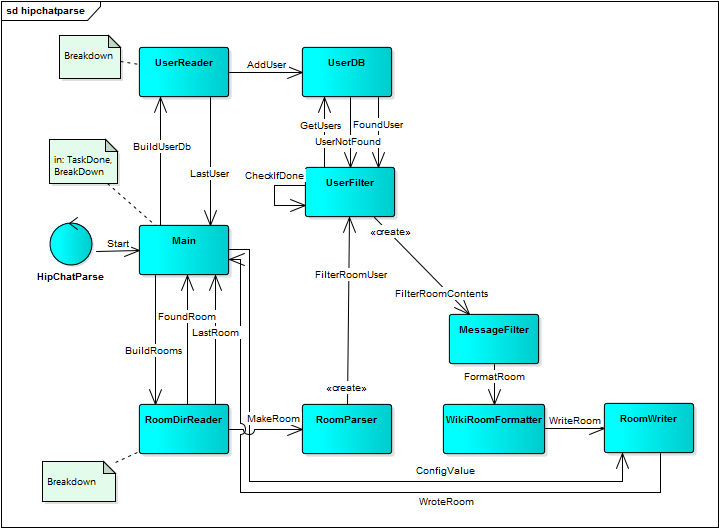 sd hipchatparse
Breakdown
UserReader
AddUser
UserDB
GetUsers
FoundUser
UserNotFound
BuildUserDb
in: TaskDone,
BreakDown
LastUser
CheckIfDone
UserFilter
«create»
Start
Main
HipChatParse
FilterRoomUser
FilterRoomContents
FoundRoom
LastRoom
MessageFilter
BuildRooms
FormatRoom
«create»
RoomDirReader
MakeRoom
RoomParser
WikiRoomFormatter
WriteRoom
RoomWriter
ConfigValue
Breakdown
WroteRoom